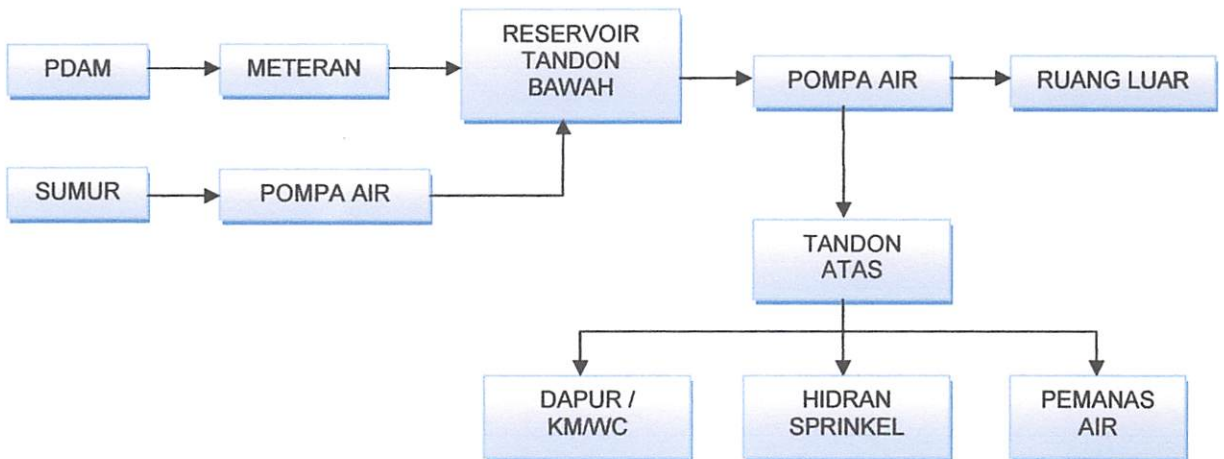 PDAM
METERAN
RESERVOIR
TANDON
BAWAH
POMPA AIR
RUANG LUAR
SUMUR
POMPA AIR
TANDON
ATAS
DAPUR /
KM/WC
HIDRAN
SPRINKEL
PEMANAS
AIR